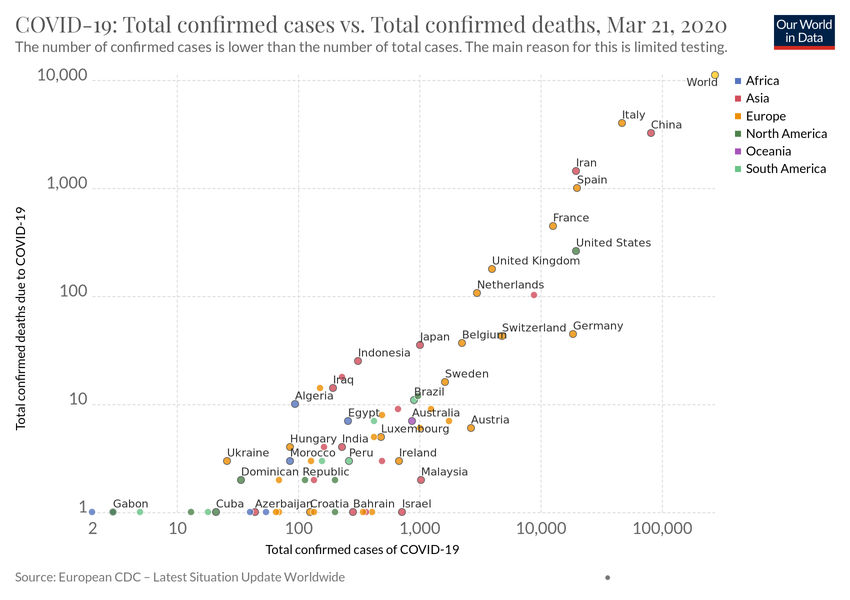 COVID-19: Total confirmed cases vs. Total confirmed deaths, Mar 21, 2020
The number of confirmed cases is lower than the number of total cases. The main reason for this is limited testing.
Our World
in Data
10,000
World
Africa
Asia
Europe
North America
Oceania
South America
Italy
China
Iran
Spain
1,000
France
United States
United Kingdom
Netherlands
100
Switzerland
Germany
Belgium
Japan
Indonesia
Iraq
Sweden
Algeria
Brazil
10
Egypt
Australia
Austria
Luxembourg
Hungary
India
Ukraine
Morocco
Peru
Ireland
Dominican Republic
Malaysia
Gabon
Cuba
Azerbaijan
Croatia
Bahrain
Israel
1
2
10
100
1,000
10,000
100,000
Total confirmed deaths due to COVID-19
Total confirmed cases of COVID-19
Source: European CDC – Latest Situation Update Worldwide